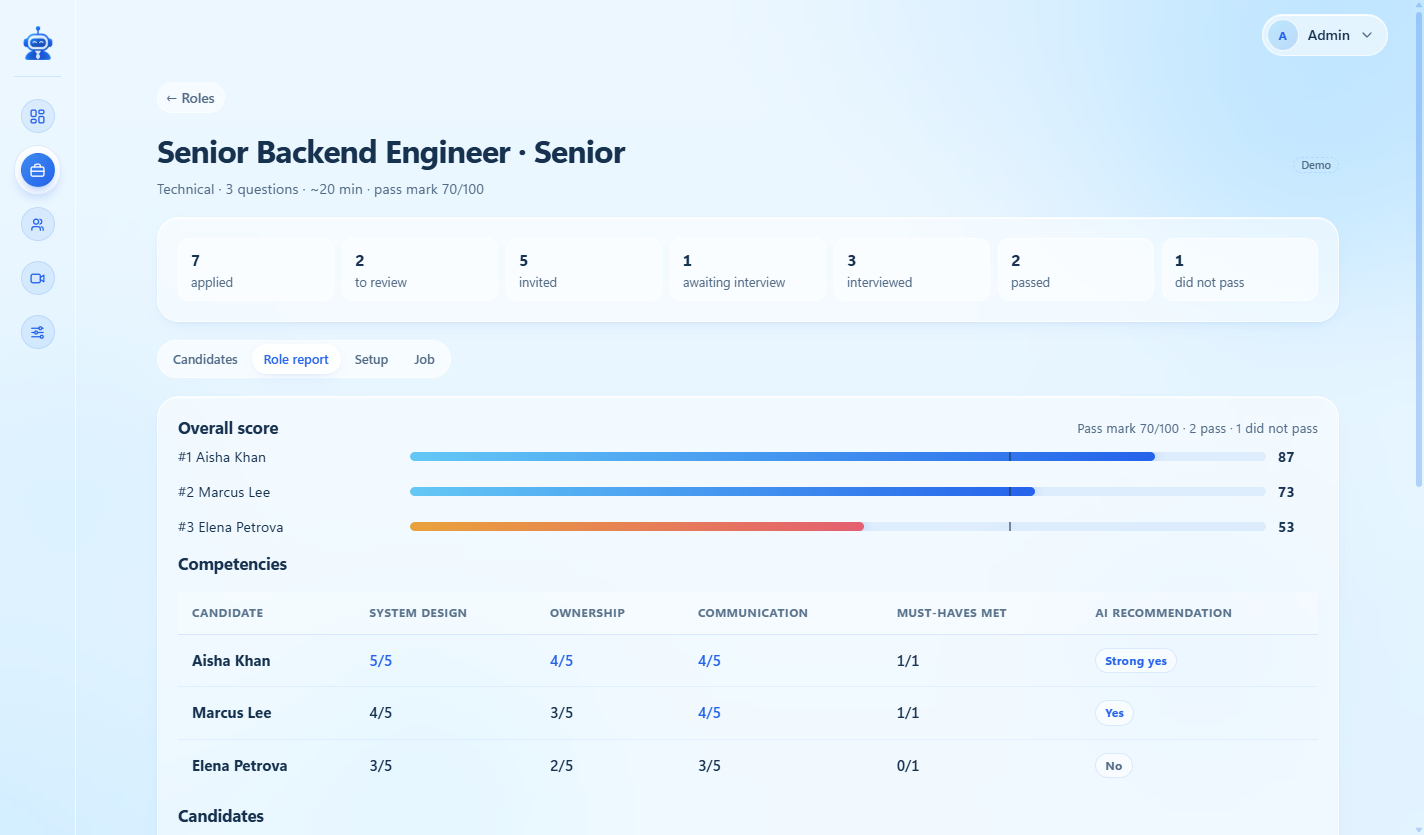 A Admin
← Roles
Senior Backend Engineer · Senior
Demo
Technical · 3 questions · ~20 min · pass mark 70/100
7 2 5 1 3 2 1
applied to review invited awaiting interview interviewed passed did not pass
Candidates Role report Setup Job
Overall score Pass mark 70/100 · 2 pass · 1 did not pass
#1 Aisha Khan 87
#2 Marcus Lee 73
#3 Elena Petrova 53
Competencies
CANDIDATE SYSTEM DESIGN OWNERSHIP COMMUNICATION MUST-HAVES MET AI RECOMMENDATION
Aisha Khan 5/5 4/5 4/5 1/1 Strong yes
Marcus Lee 4/5 3/5 4/5 1/1 Yes
Elena Petrova 3/5 2/5 3/5 0/1 No
Candidates